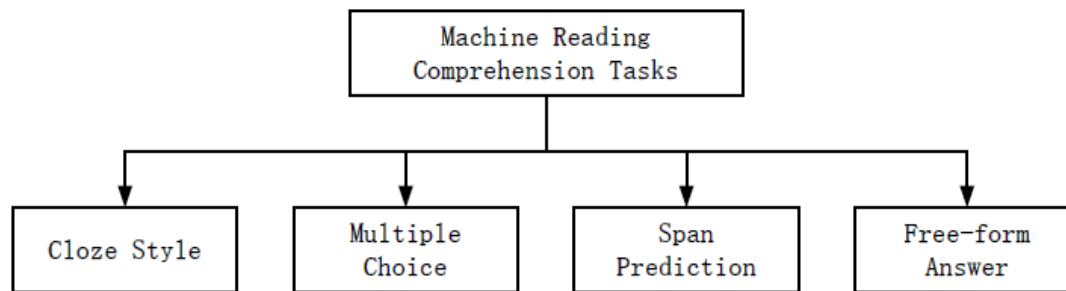 Machine Reading
Comprehension Tasks
Cloze Style
Multiple
Choice
Span
Prediction
Free-form
Answer